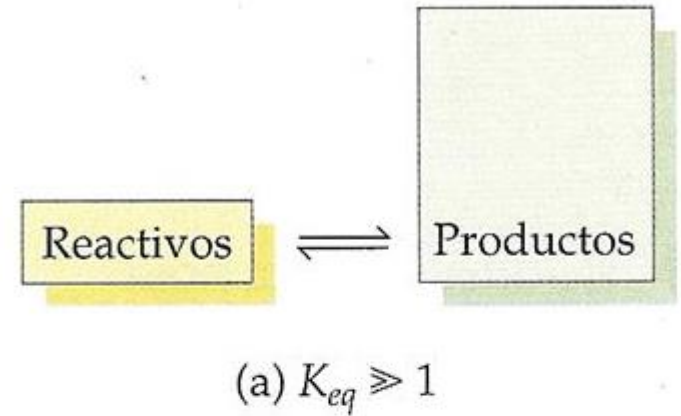 Reactivos ⇌ Productos
(a) K_eq ≫ 1